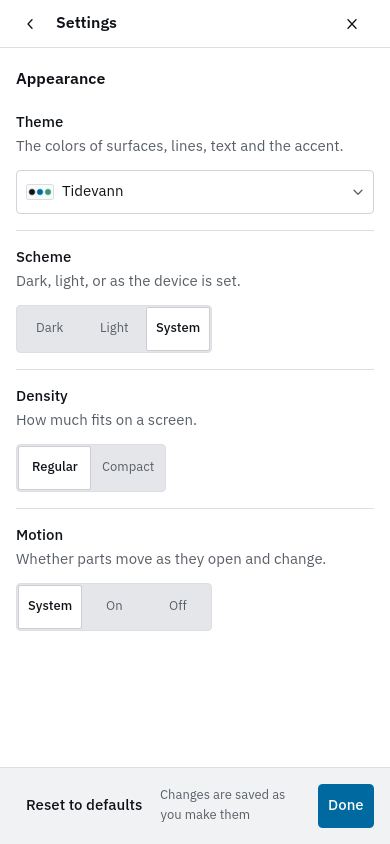 Settings
Appearance
Theme
The colors of surfaces, lines, text and the accent.
Tidevann
Scheme
Dark, light, or as the device is set.
Dark Light System
Density
How much fits on a screen.
Regular Compact
Motion
Whether parts move as they open and change.
System On Off
Reset to defaults
Changes are saved as
you make them
Done